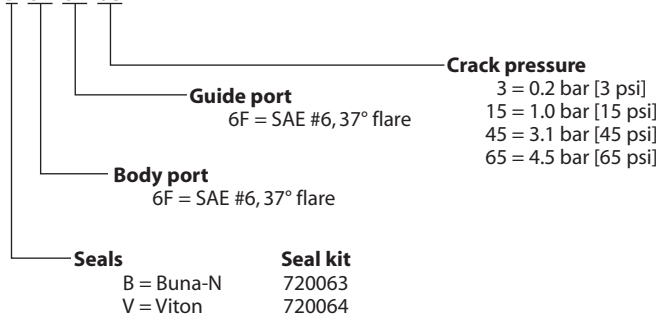 Crack pressure
3 = 0.2 bar [3 psi]
15 = 1.0 bar [15 psi]
45 = 3.1 bar [45 psi]
65 = 4.5 bar [65 psi]
Guide port
6F = SAE #6, 37° flare
Body port
6F = SAE #6, 37° flare
Seals Seal kit
B = Buna-N 720063
V = Viton 720064